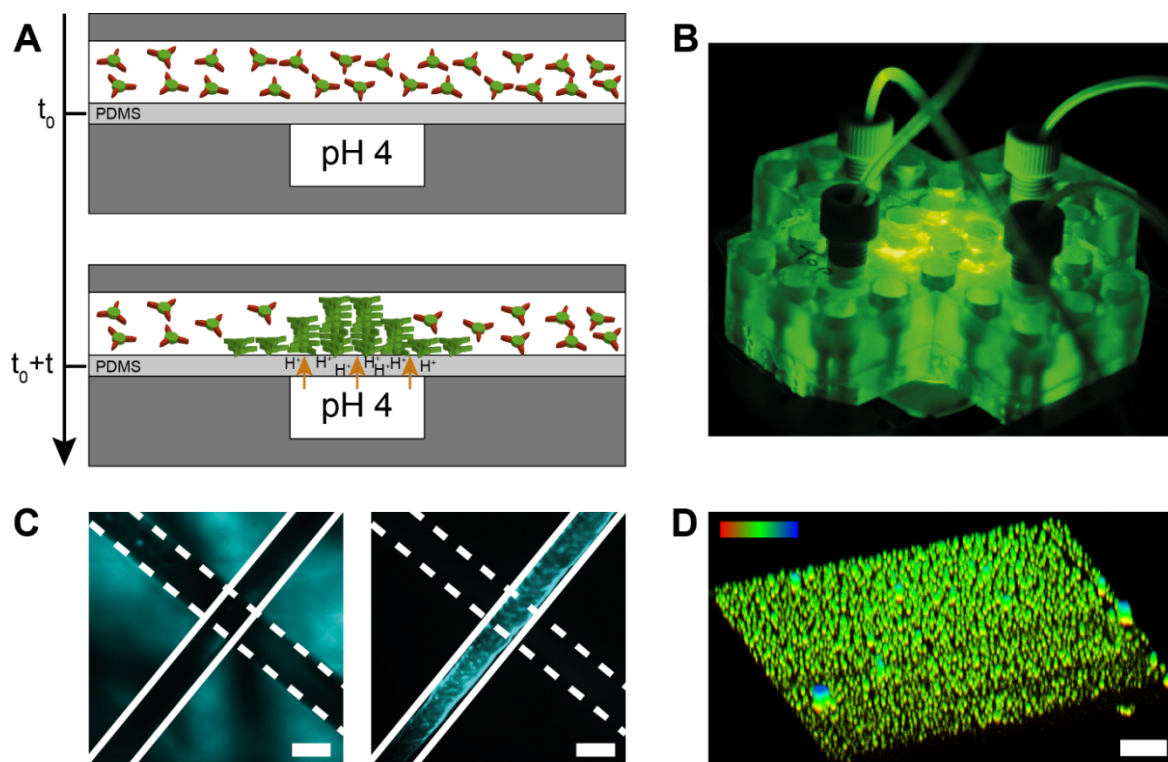 A
B
t₀
PDMS
pH 4
t₀+t
PDMS
H⁺ H⁺ H⁺ H⁺ H⁺ H⁺ H⁺
pH 4
C
D